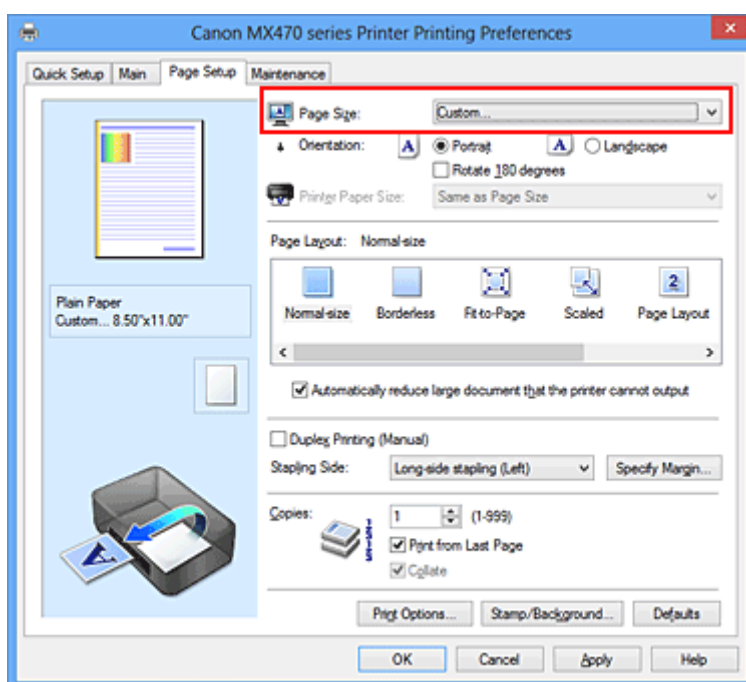 Canon MX470 series Printer Printing Preferences
Quick Setup Main Page Setup Maintenance
Page Size: Custom...
Orientation: A Portrait A Landscape
Rotate 180 degrees
Printer Paper Size: Same as Page Size
Page Layout: Normal-size
2
Normal-size Borderless Fit-to-Page Scaled Page Layout
Plain Paper
Custom... 8.50"x11.00"
Automatically reduce large document that the printer cannot output
Duplex Printing (Manual)
Stapling Side: Long-side stapling (Left) Specify Margin...
Copies: 1 (1-999)
Print from Last Page
Collate
Print Options... Stamp/Background... Defaults
OK Cancel Apply Help